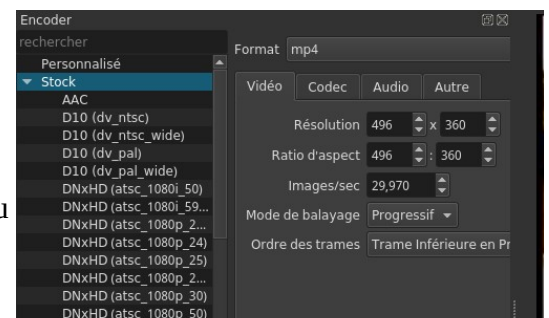 Encoder
rechercher
Personnalisé
Stock
AAC
D10 (dv_ntsc)
D10 (dv_ntsc_wide)
D10 (dv_pal)
D10 (dv_pal_wide)
DNxHD (atsc_1080i_50)
DNxHD (atsc_1080i_59...
DNxHD (atsc_1080p_2...
DNxHD (atsc_1080p_24)
DNxHD (atsc_1080p_25)
DNxHD (atsc_1080p_2...
DNxHD (atsc_1080p_30)
DNxHD (atsc_1080p_50)
Format mp4
Vidéo Codec Audio Autre
Résolution 496 x 360
Ratio d'aspect 496 : 360
Images/sec 29,970
Mode de balayage Progressif
Ordre des trames Trame Inférieure en Pr
u